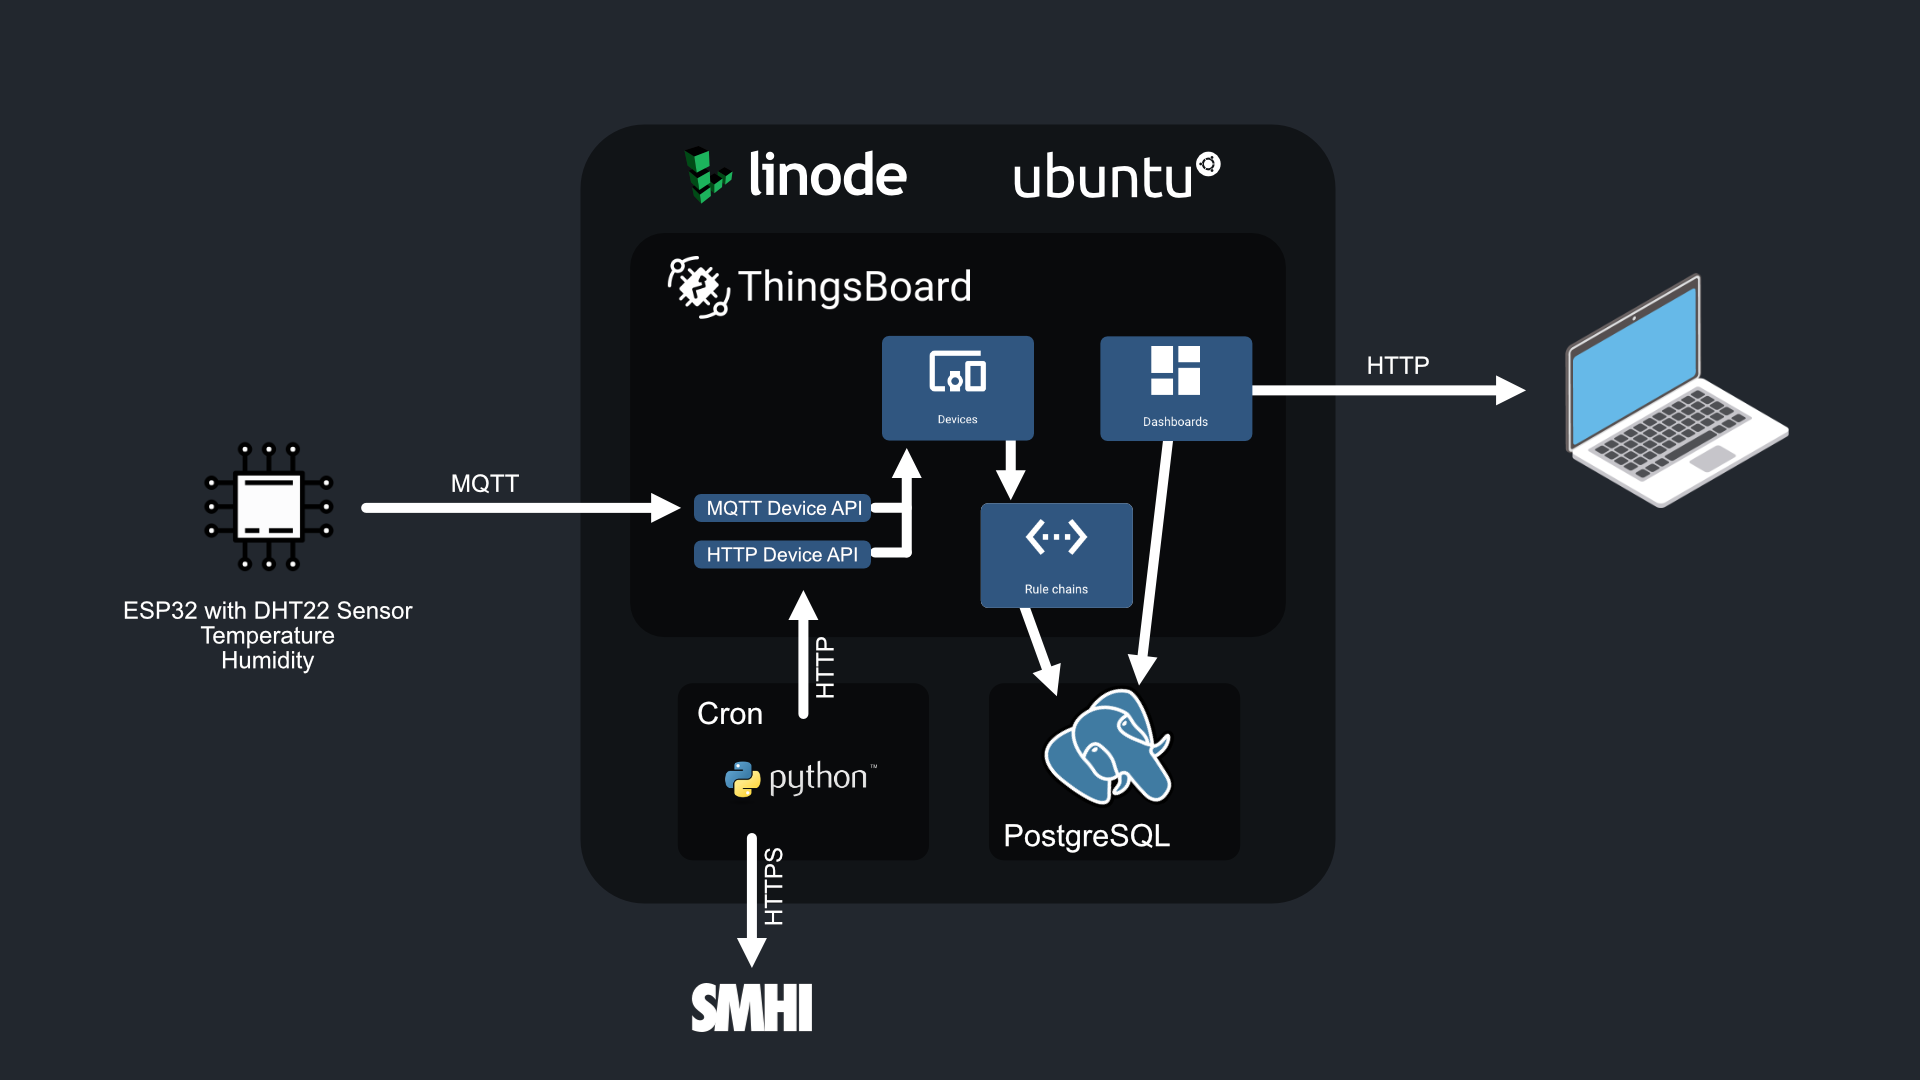 linode
ubuntu
ThingsBoard
Devices
Dashboards
HTTP
MQTT
MQTT Device API
HTTP Device API
Rule chains
ESP32 with DHT22 Sensor
Temperature
Humidity
HTTP
Cron
python™
PostgreSQL
HTTPS
SMHI